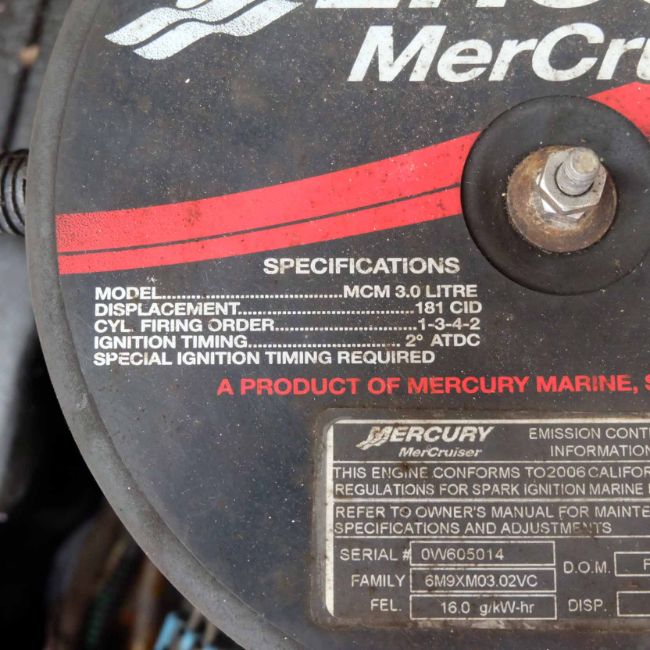 MerCru
SPECIFICATIONS
MODEL..............................MCM 3.0 LITRE
DISPLACEMENT..............................181 CID
CYL. FIRING ORDER........................1-3-4-2
IGNITION TIMING.......................... 2° ATDC
SPECIAL IGNITION TIMING REQUIRED
A PRODUCT OF MERCURY MARINE,
MERCURY EMISSION CONT
MerCruiser INFORMATION
THIS ENGINE CONFORMS TO 2006 CALIFOR
REGULATIONS FOR SPARK IGNITION MARINE
REFER TO OWNER'S MANUAL FOR MAINTE
SPECIFICATIONS AND ADJUSTMENTS
SERIAL # 0W605014 D.O.M.
FAMILY 6M9XM03.02VC
FEL. 16.0 g/kW-hr DISP.